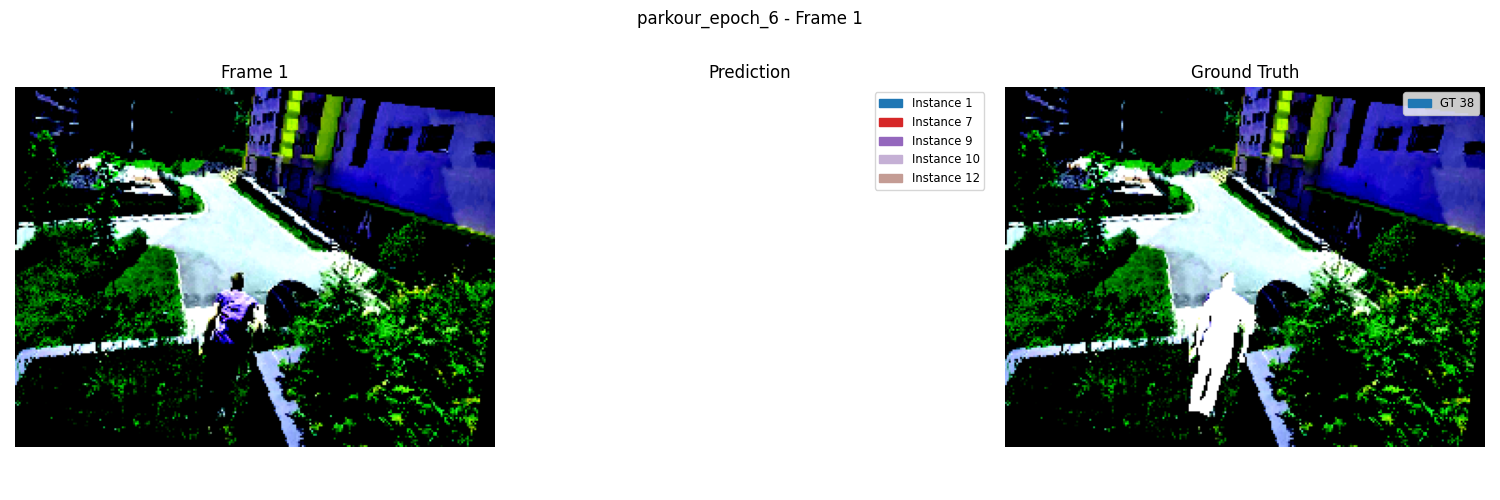 parkour_epoch_6 - Frame 1
Frame 1
Prediction
Ground Truth
Instance 1
Instance 7
Instance 9
Instance 10
Instance 12
GT 38